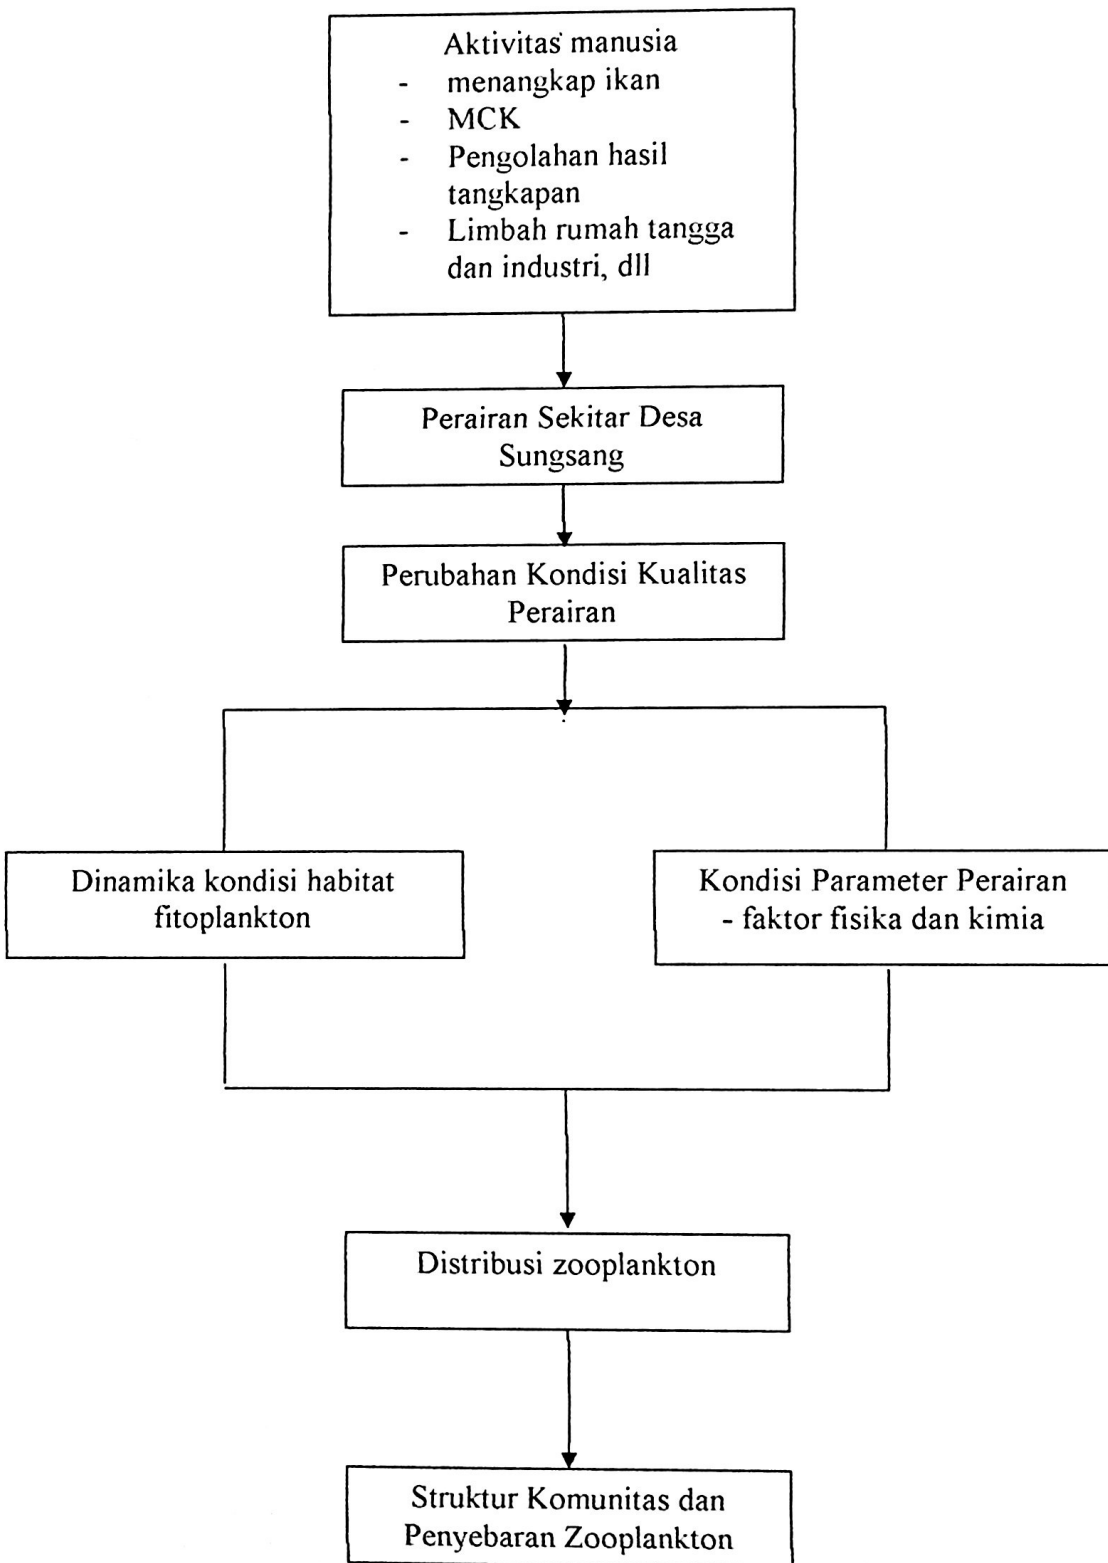 Aktivitas manusia
- menangkap ikan
- MCK
- Pengolahan hasil
tangkapan
- Limbah rumah tangga
dan industri, dll
Perairan Sekitar Desa
Sungsang
Perubahan Kondisi Kualitas
Perairan
Dinamika kondisi habitat
fitoplankton
Kondisi Parameter Perairan
- faktor fisika dan kimia
Distribusi zooplankton
Struktur Komunitas dan
Penyebaran Zooplankton